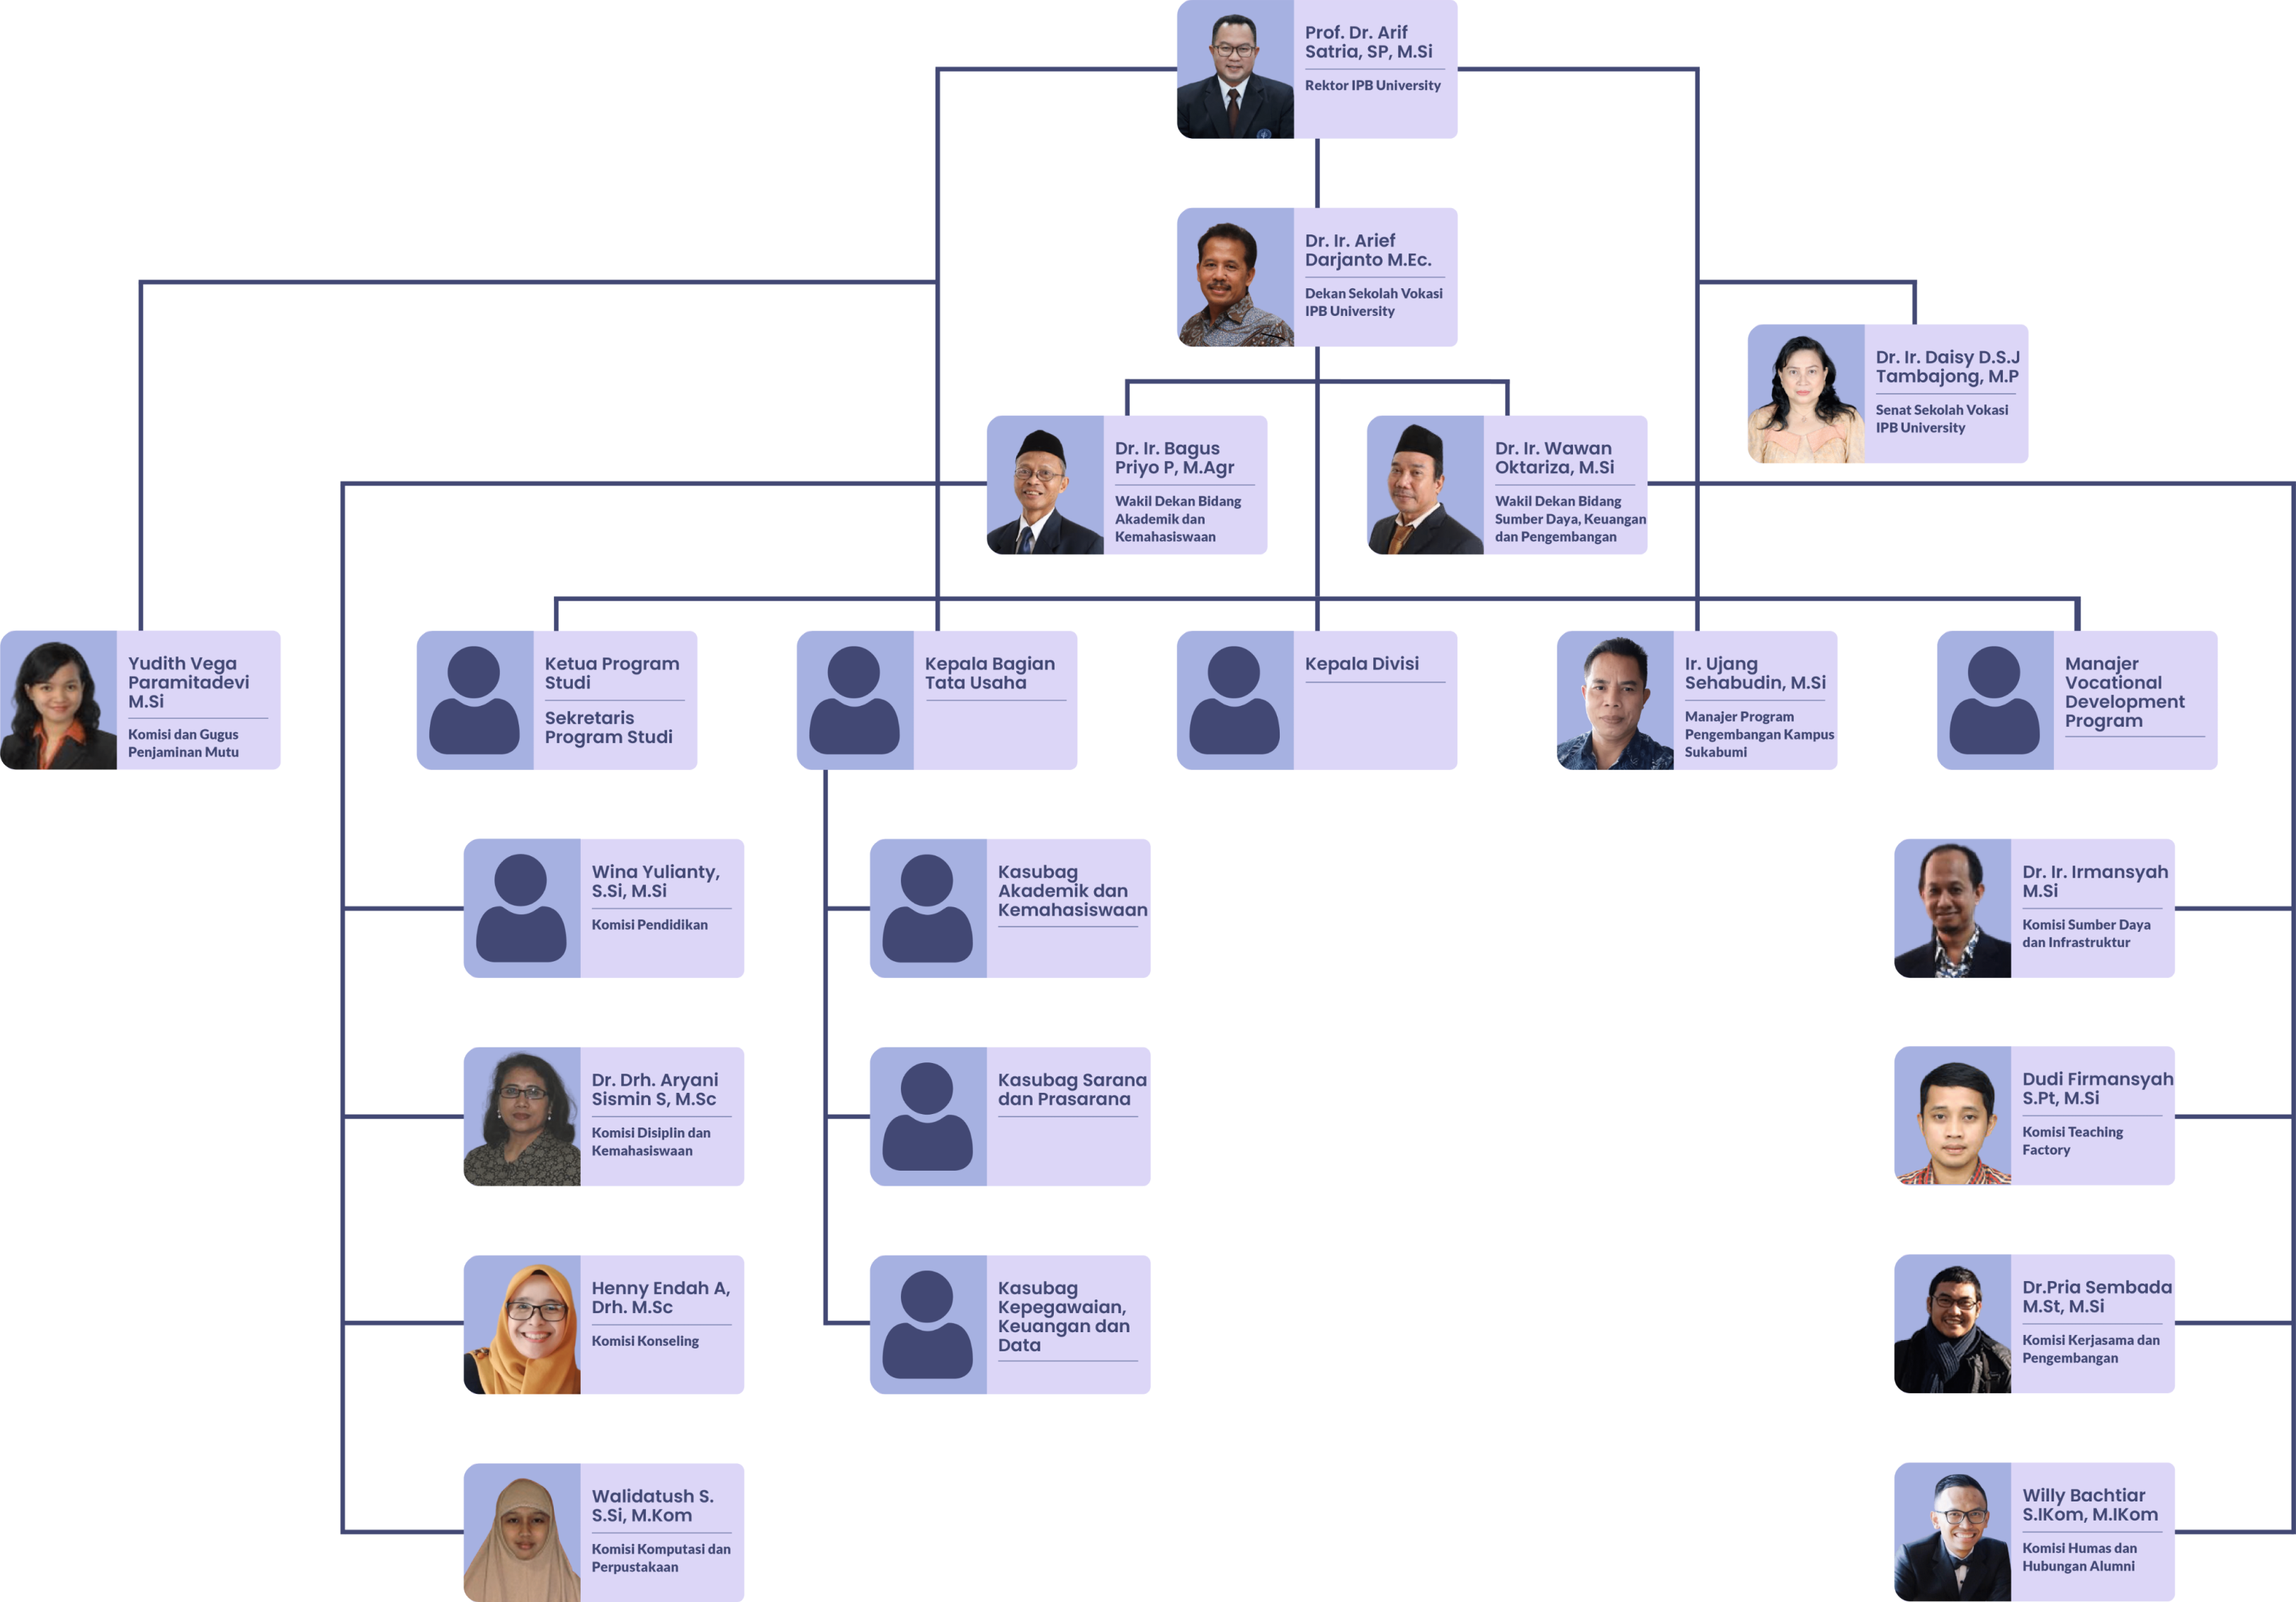 Prof. Dr. Arif
Satria, SP, M.Si
Rektor IPB University
Dr. Ir. Arief
Darjanto M.Ec.
Dekan Sekolah Vokasi
IPB University
Dr. Ir. Daisy D.S.J
Tambajong, M.P
Senat Sekolah Vokasi
IPB University
Dr. Ir. Bagus
Priyo P, M.Agr
Wakil Dekan Bidang
Akademik dan
Kemahasiswaan
Dr. Ir. Wawan
Oktariza, M.Si
Wakil Dekan Bidang
Sumber Daya, Keuangan
dan Pengembangan
Yudith Vega
Paramitadevi
M.Si
Komisi dan Gugus
Penjaminan Mutu
Ketua Program
Studi
Sekretaris
Program Studi
Kepala Bagian
Tata Usaha
Kepala Divisi
Ir. Ujang
Sehabudin, M.Si
Manajer Program
Pengembangan Kampus
Sukabumi
Manajer
Vocational
Development
Program
Wina Yulianty,
S.Si, M.Si
Komisi Pendidikan
Kasubag
Akademik dan
Kemahasiswaan
Dr. Ir. Irmansyah
M.Si
Komisi Sumber Daya
dan Infrastruktur
Dr. Drh. Aryani
Sismin S, M.Sc
Komisi Disiplin dan
Kemahasiswaan
Kasubag Sarana
dan Prasarana
Dudi Firmansyah
S.Pt, M.Si
Komisi Teaching
Factory
Henny Endah A,
Drh. M.Sc
Komisi Konseling
Kasubag
Kepegawaian,
Keuangan dan
Data
Dr.Pria Sembada
M.St, M.Si
Komisi Kerjasama dan
Pengembangan
Walidatush S.
S.Si, M.Kom
Komisi Komputasi dan
Perpustakaan
Willy Bachtiar
S.IKom, M.IKom
Komisi Humas dan
Hubungan Alumni